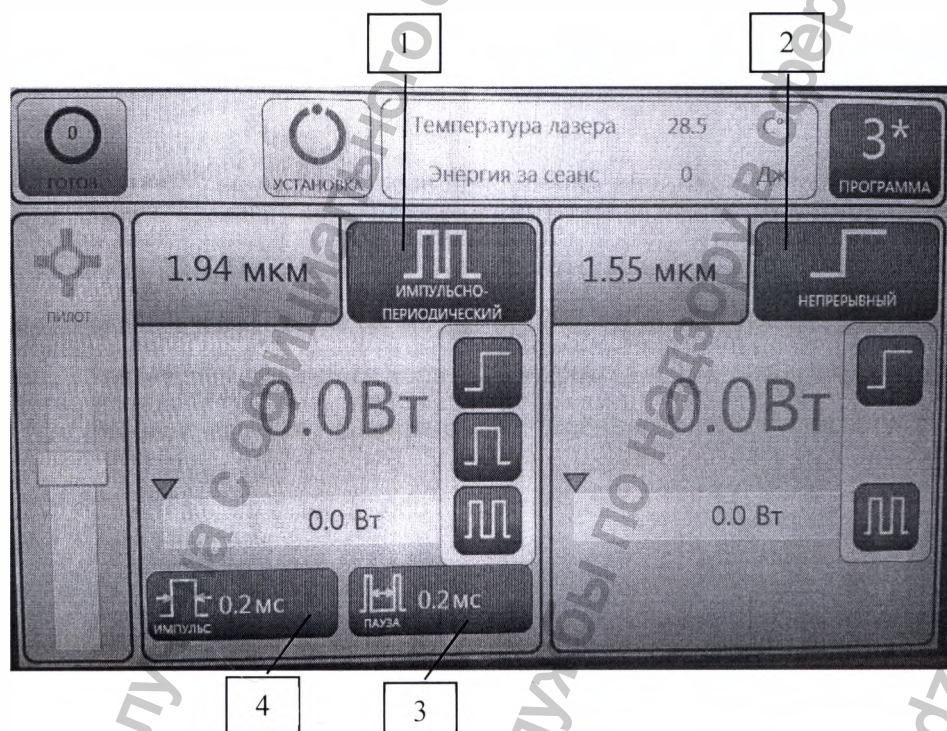 1
2
0
ГОТОВ
УСТАНОВКА
Температура лазера 28.5 С°
Энергия за сеанс 0 Дж
3*
ПРОГРАММА
ПИЛОТ
1.94 мкм
ИМПУЛЬСНО-
ПЕРИОДИЧЕСКИЙ
1.55 мкм
НЕПРЕРЫВНЫЙ
0.0Вт
0.0Вт
0.0 Вт
0.0 Вт
0.2мс
ИМПУЛЬС
0.2мс
ПАУЗА
4
3